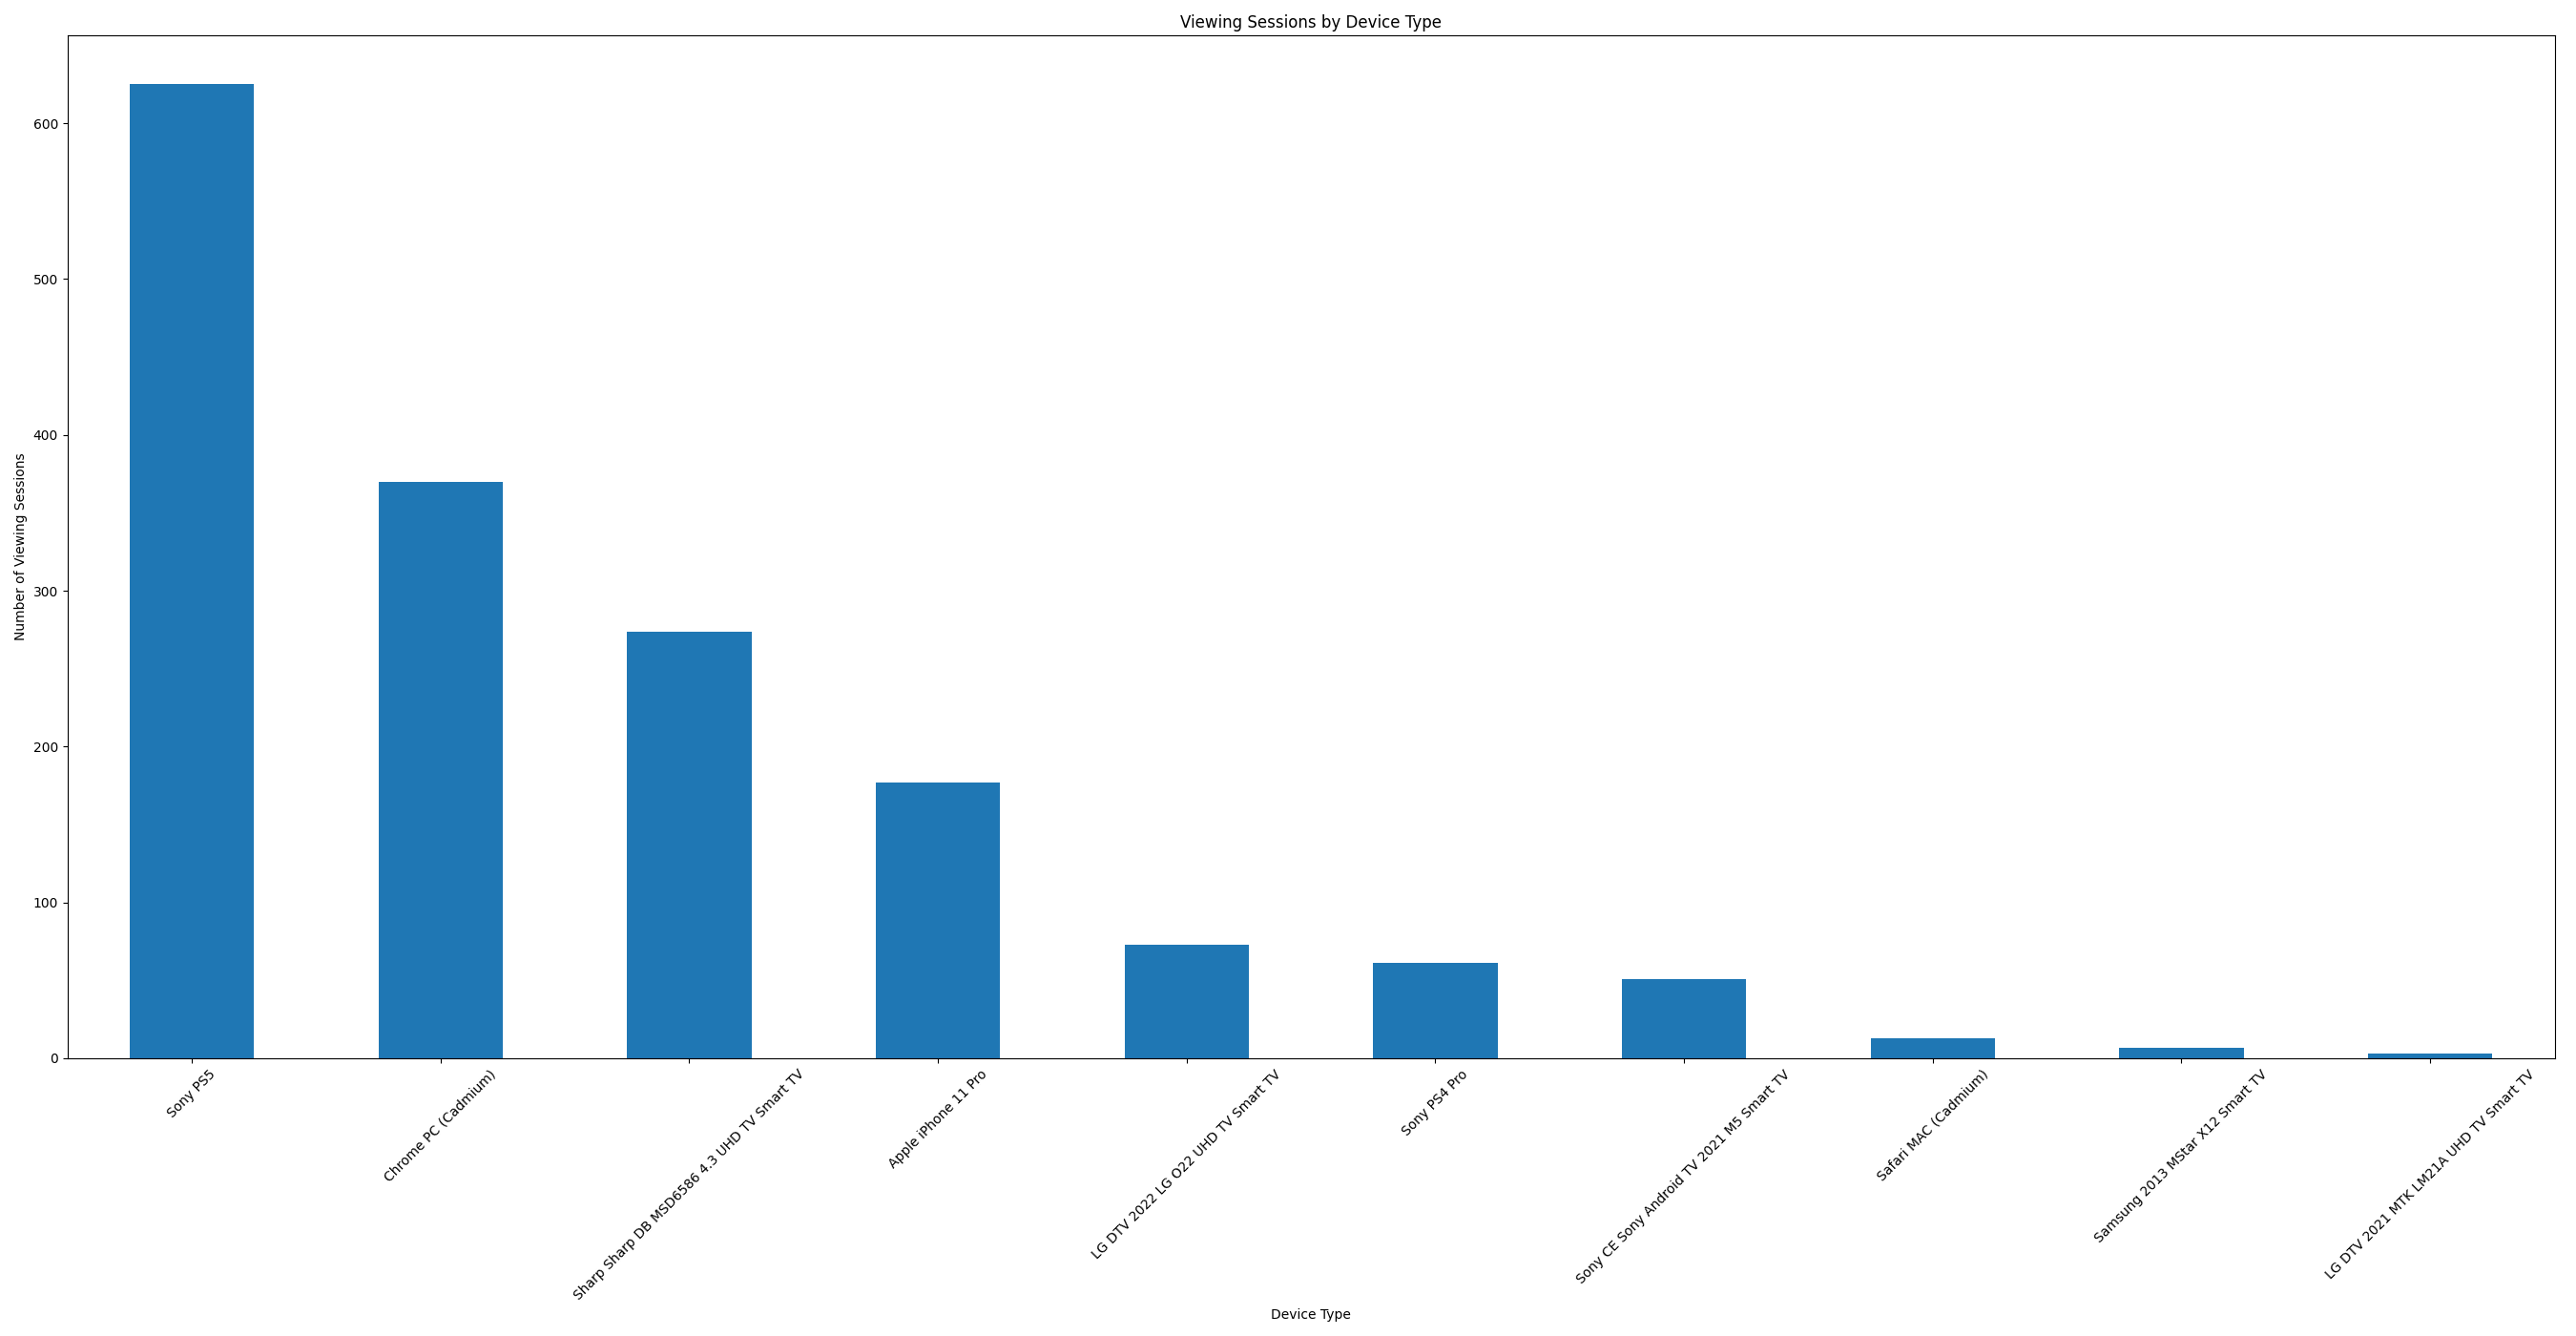 Viewing Sessions by Device Type
Number of Viewing Sessions
600
500
400
300
200
100
0
Sony PS5
Chrome PC (Cadmium)
Sharp Sharp DB MSD6586 4.3 UHD TV Smart TV
Apple iPhone 11 Pro
LG DTV 2022 LG O22 UHD TV Smart TV
Sony PS4 Pro
Sony CE Sony Android TV 2021 M5 Smart TV
Safari MAC (Cadmium)
Samsung 2013 MStar X12 Smart TV
LG DTV 2021 MTK LM21A UHD TV Smart TV
Device Type